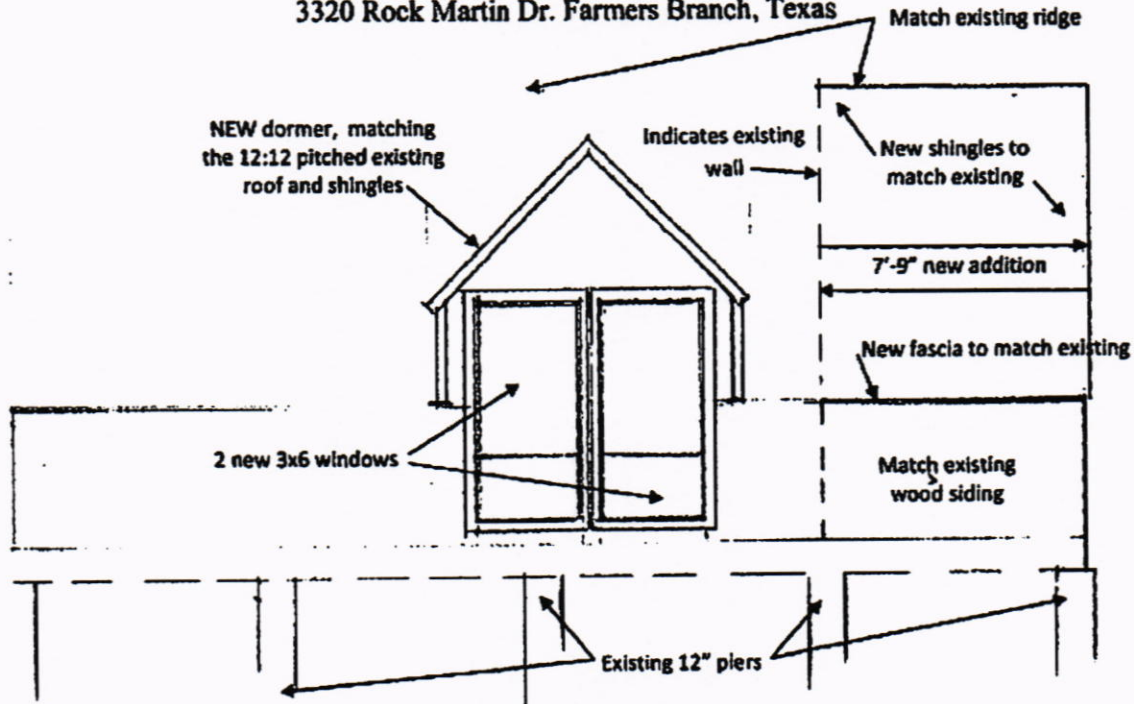 3320 Rock Martin Dr. Farmers Branch, Texas
Match existing ridge
NEW dormer, matching
the 12:12 pitched existing
roof and shingles
Indicates existing
wall
New shingles to
match existing
7'-9" new addition
New fascia to match existing
2 new 3x6 windows
Match existing
wood siding
Existing 12" piers